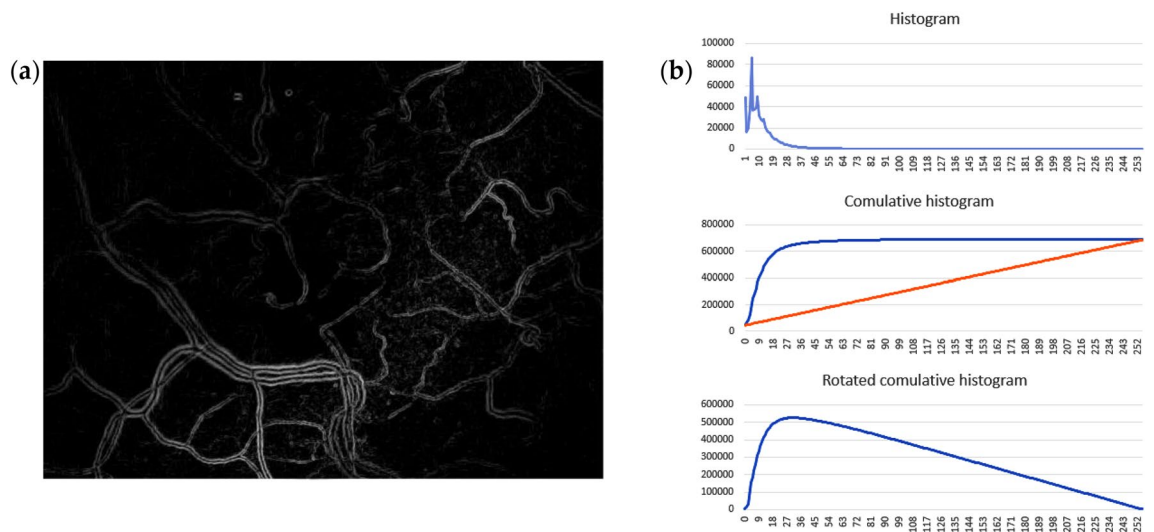 (a)
(b)
Histogram
100000
80000
60000
40000
20000
0
1 10 19 28 37 46 55 64 73 82 91 100 109 118 127 136 145 154 163 172 181 190 199 208 217 226 235 244 253
Comulative histogram
800000
600000
400000
200000
0
0 9 18 27 36 45 54 63 72 81 90 99 108 117 126 135 144 153 162 171 180 189 198 207 216 225 234 243 252
Rotated comulative histogram
600000
500000
400000
300000
200000
100000
0
0 9 18 27 36 45 54 63 72 81 90 99 108 117 126 135 144 153 162 171 180 189 198 207 216 225 234 243 252